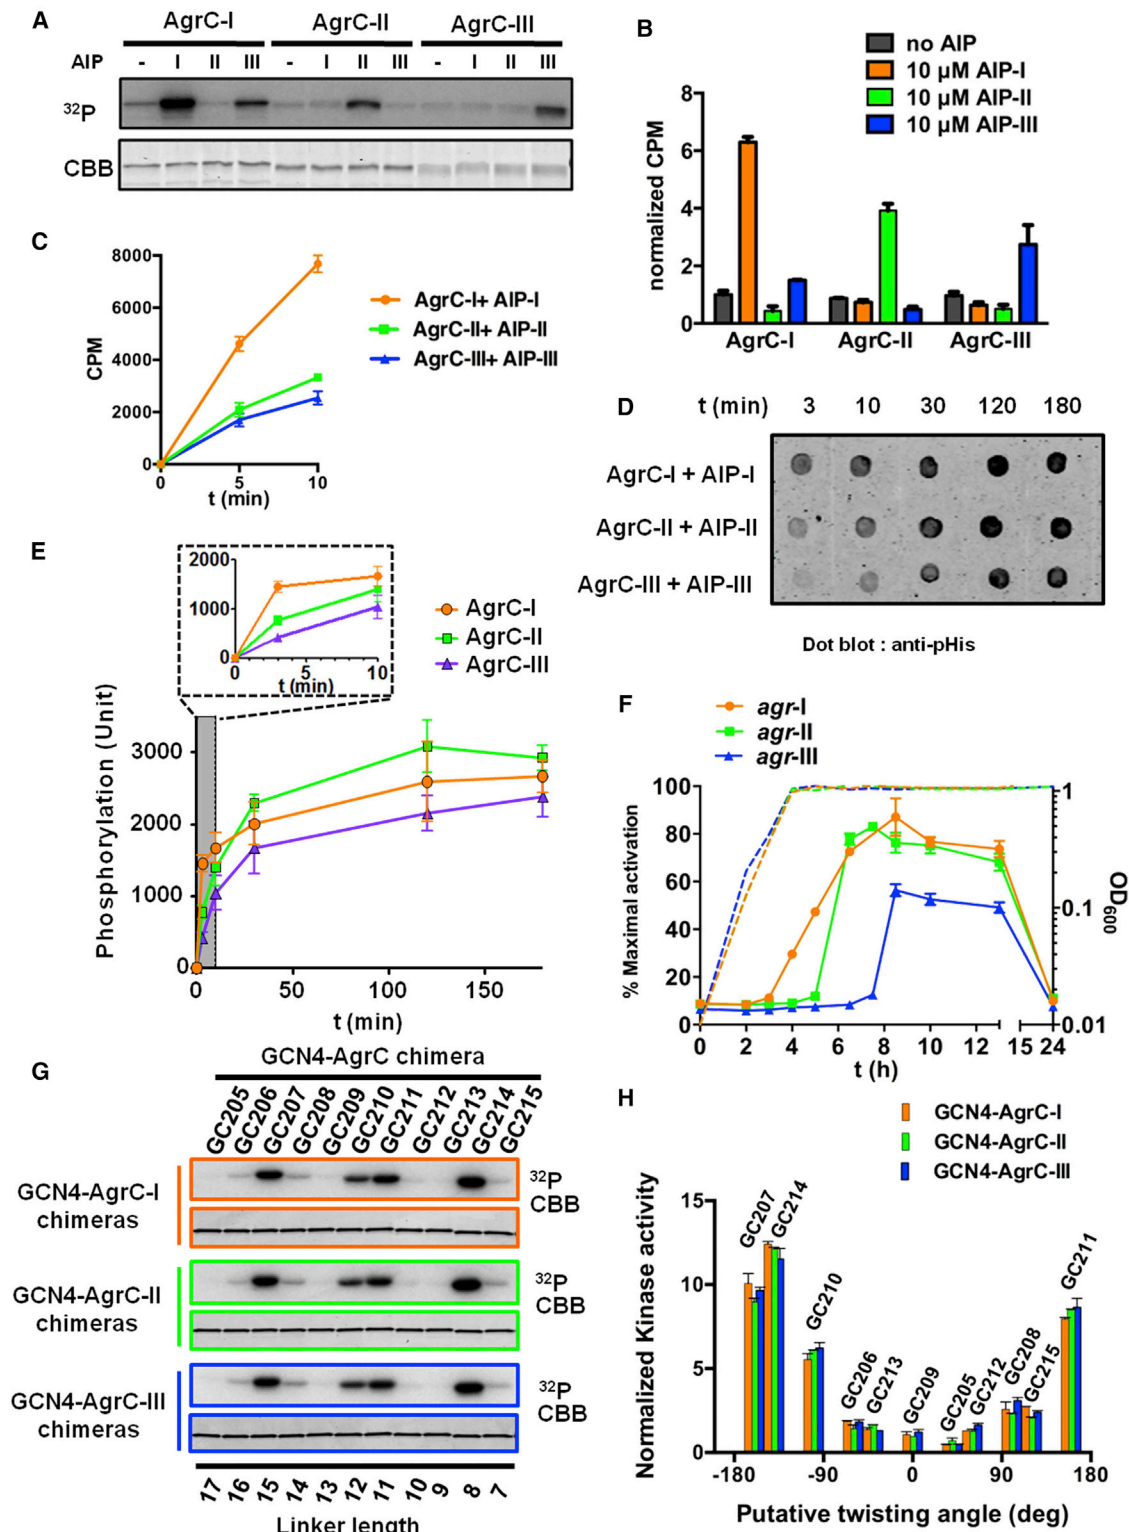 A
AgrC-I AgrC-II AgrC-III
AIP - I II III - I II III - I II III
32P
CBB
B
no AIP
10 µM AIP-I
10 µM AIP-II
10 µM AIP-III
normalized CPM
8
6
4
2
0
AgrC-I AgrC-II AgrC-III
C
CPM
8000
6000
4000
2000
0
0 5 10
t (min)
AgrC-I+ AIP-I
AgrC-II+ AIP-II
AgrC-III+ AIP-III
D
t (min) 3 10 30 120 180
AgrC-I + AIP-I
AgrC-II + AIP-II
AgrC-III + AIP-III
Dot blot : anti-pHis
E
2000
1000
0
0 5 10
t (min)
AgrC-I
AgrC-II
AgrC-III
Phosphorylation (Unit)
3000
2000
1000
0
0 50 100 150
t (min)
F
agr-I
agr-II
agr-III
% Maximal activation
100
80
60
40
20
0
0 2 4 6 8 10 12 15 24
t (h)
1
0.1
0.01
OD600
G
GCN4-AgrC chimera
GC205 GC206 GC207 GC208 GC209 GC210 GC211 GC212 GC213 GC214 GC215
GCN4-AgrC-I
chimeras
32P
CBB
GCN4-AgrC-II
chimeras
32P
CBB
GCN4-AgrC-III
chimeras
32P
CBB
17 16 15 14 13 12 11 10 9 8 7
Linker length
H
GCN4-AgrC-I
GCN4-AgrC-II
GCN4-AgrC-III
Normalized Kinase activity
15
10
5
0
GC207 GC214 GC210 GC206 GC213 GC209 GC205 GC212 GC208 GC215 GC211
-180 -90 0 90 180
Putative twisting angle (deg)